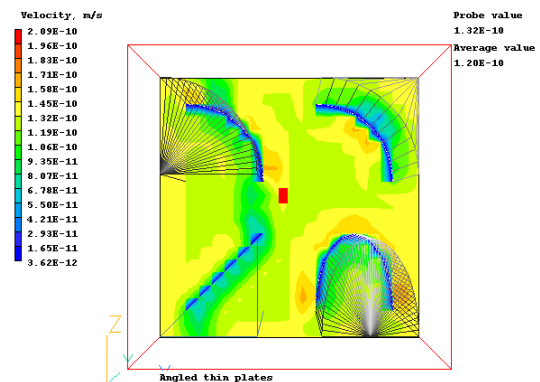 Velocity, m/s
2.09E-10
1.96E-10
1.83E-10
1.71E-10
1.58E-10
1.45E-10
1.32E-10
1.19E-10
1.06E-10
9.35E-11
8.07E-11
6.78E-11
5.50E-11
4.21E-11
2.93E-11
1.65E-11
3.62E-12
Probe value
1.32E-10
Average value
1.20E-10
Z
Angled thin plates